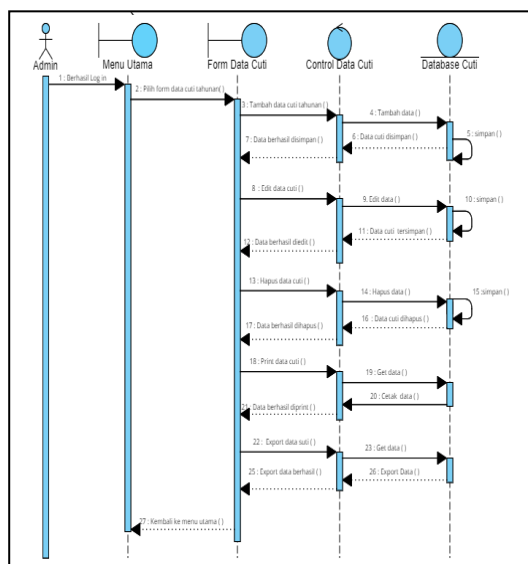 Admin
Menu Utama
Form Data Cuti
Control Data Cuti
Database Cuti
1 : Berhasil Log in
2 : Pilih form data cuti tahunan( )
3 : Tambah data cuti tahunan( )
4 : Tambah data( )
5 : simpan( )
6 : Data cuti disimpan( )
7 : Data berhasil disimpan( )
8 : Edit data cuti( )
9. Edit data ( )
10 : simpan( )
11 : Data cuti tersimpan( )
12 : Data berhasil diedit( )
13 : Hapus data cuti( )
14 : Hapus data( )
15 :simpan( )
16 : Data cuti dihapus( )
17 : Data berhasil dihapus( )
18 : Print data cuti( )
19 : Get data( )
20 : Cetak data( )
21 : Data berhasil diprint( )
22 : Export data suti( )
23 : Get data( )
25 : Export data berhasil( )
26 : Export Data( )
27 : Kembali ke menu utama( )